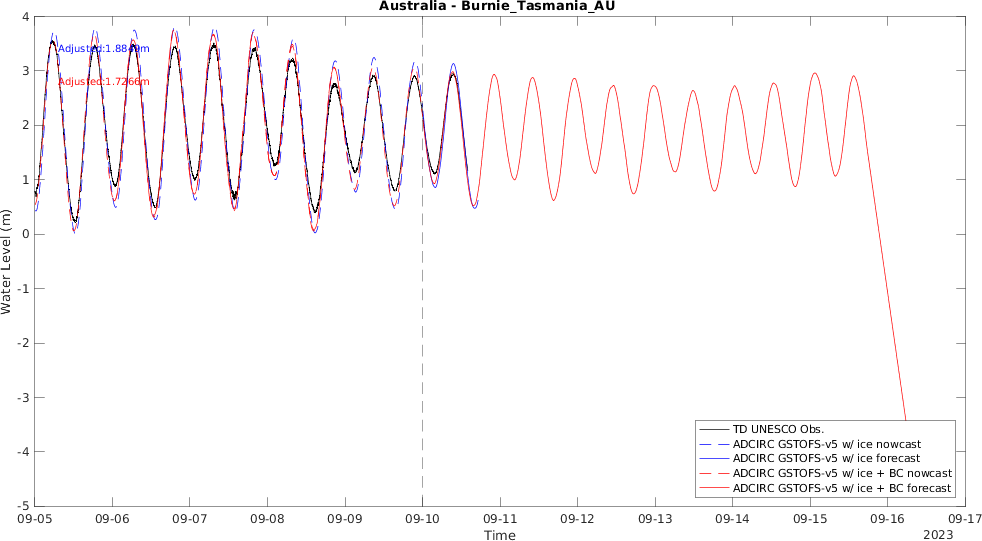 Australia - Burnie_Tasmania_AU
4
3
2
1
0
-1
-2
-3
-4
-5
Water Level (m)
Adjusted:1.7266m
TD UNESCO Obs.
ADCIRC GSTOFS-v5 w/ ice nowcast
ADCIRC GSTOFS-v5 w/ ice forecast
ADCIRC GSTOFS-v5 w/ ice + BC nowcast
ADCIRC GSTOFS-v5 w/ ice + BC forecast
09-05 09-06 09-07 09-08 09-09 09-10 09-11 09-12 09-13 09-14 09-15 09-16 09-17
Time
2023